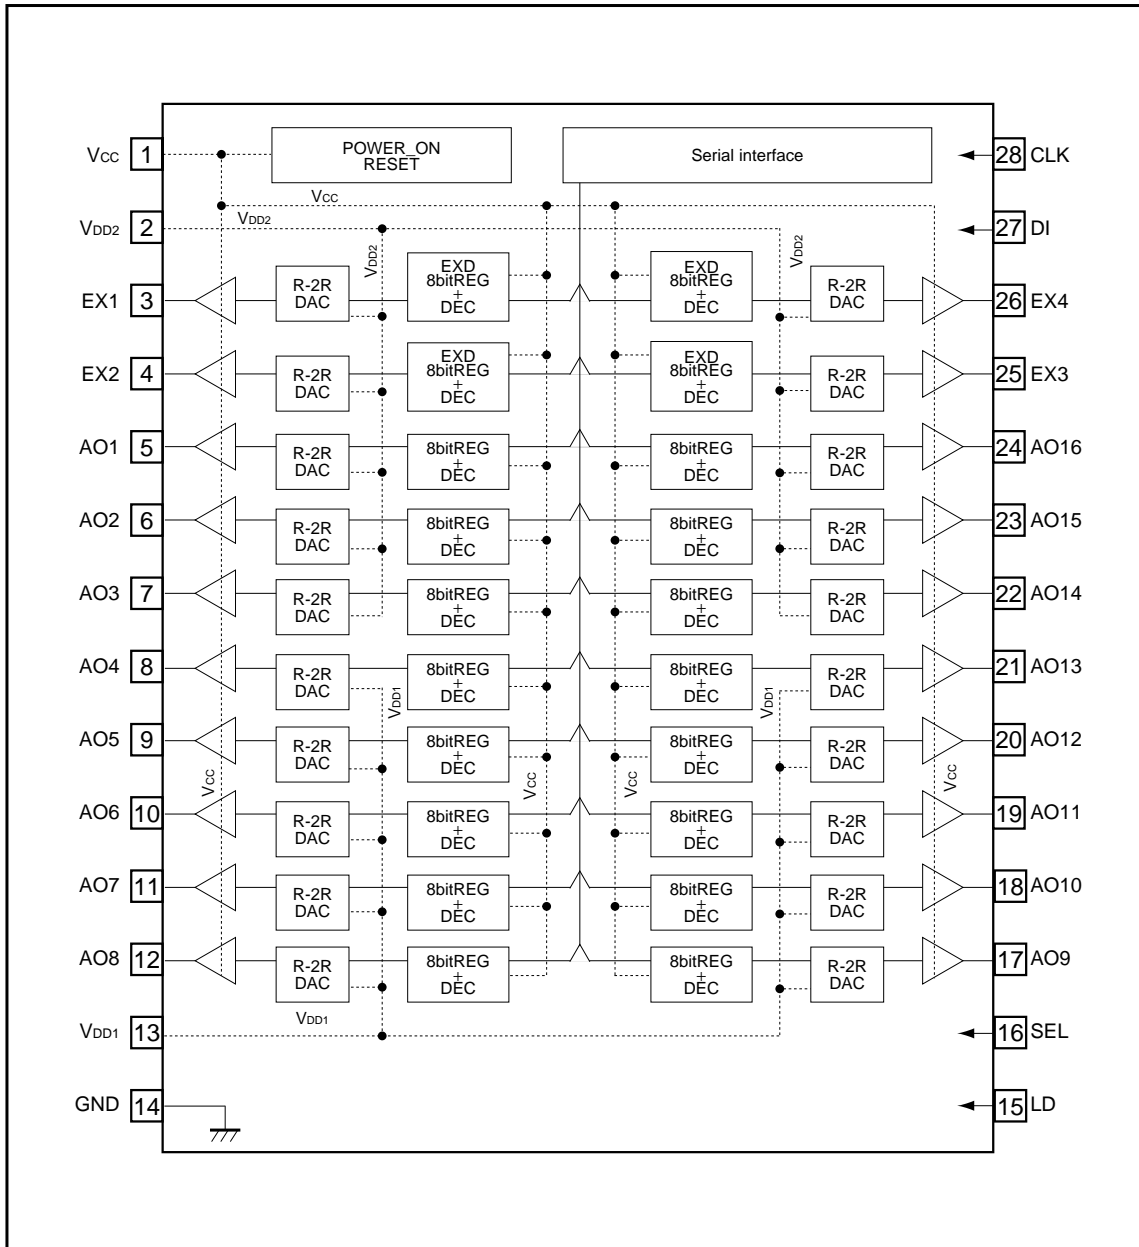 POWER_ON
RESET
Serial interface
VCC 1
28 CLK
VCC
VDD2 2
VDD2
27 DI
VDD2
VDD2
EX1 3
R-2R
DAC
EXD
8bitREG
+
DEC
EXD
8bitREG
+
DEC
R-2R
DAC
26 EX4
EX2 4
R-2R
DAC
EXD
8bitREG
+
DEC
EXD
8bitREG
+
DEC
R-2R
DAC
25 EX3
AO1 5
R-2R
DAC
8bitREG
+
DEC
8bitREG
+
DEC
R-2R
DAC
24 AO16
AO2 6
R-2R
DAC
8bitREG
+
DEC
8bitREG
+
DEC
R-2R
DAC
23 AO15
AO3 7
R-2R
DAC
8bitREG
+
DEC
8bitREG
+
DEC
R-2R
DAC
22 AO14
AO4 8
R-2R
DAC
8bitREG
+
DEC
8bitREG
+
DEC
R-2R
DAC
21 AO13
VDD1
VDD1
AO5 9
R-2R
DAC
8bitREG
+
DEC
8bitREG
+
DEC
R-2R
DAC
20 AO12
VCC
VCC
VCC
VCC
AO6 10
R-2R
DAC
8bitREG
+
DEC
8bitREG
+
DEC
R-2R
DAC
19 AO11
AO7 11
R-2R
DAC
8bitREG
+
DEC
8bitREG
+
DEC
R-2R
DAC
18 AO10
AO8 12
R-2R
DAC
8bitREG
+
DEC
8bitREG
+
DEC
R-2R
DAC
17 AO9
VDD1 13
VDD1
16 SEL
GND 14
15 LD